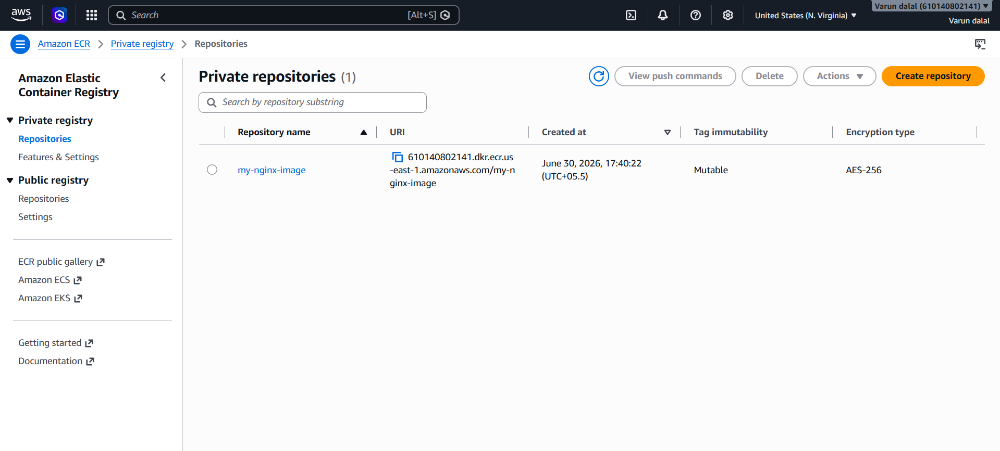 aws
Search [Alt+S]
United States (N. Virginia)
Varun dalal (610140802141)
Varun dalal
Amazon ECR
Private registry
Repositories
Amazon Elastic
Container Registry
Private registry
Repositories
Features & Settings
Public registry
Repositories
Settings
ECR public gallery
Amazon ECS
Amazon EKS
Getting started
Documentation
Private repositories (1)
View push commands
Delete
Actions
Create repository
Search by repository substring
Repository name
URI
Created at
Tag immutability
Encryption type
my-nginx-image
610140802141.dkr.ecr.us
-east-1.amazonaws.com/my-n
ginx-image
June 30, 2026, 17:40:22
(UTC+05.5)
Mutable
AES-256